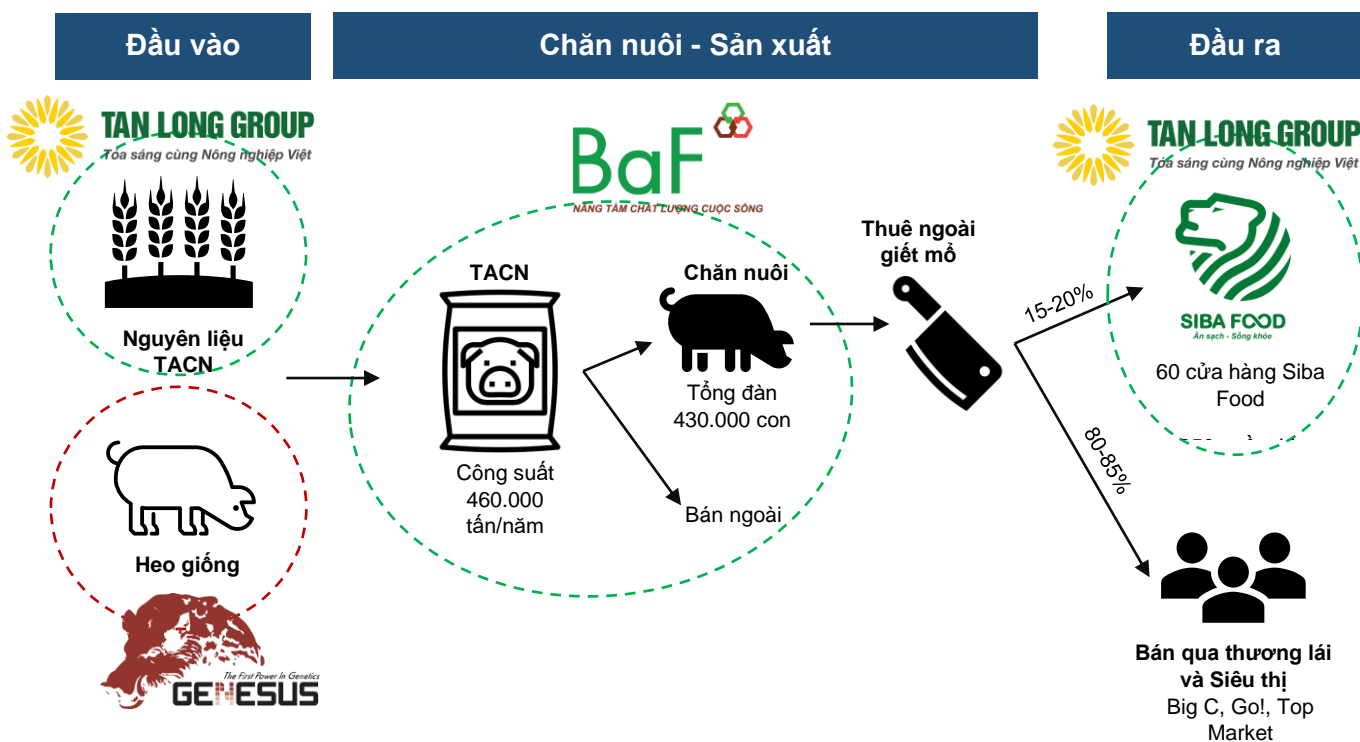 Đầu vào
Chăn nuôi - Sản xuất
Đầu ra
TAN LONG GROUP
Tỏa sáng cùng Nông nghiệp Việt
Nguyên liệu
TACN
Heo giống
The First Power In Genetics
GENESUS
BaF
NÂNG TẦM CHẤT LƯỢNG CUỘC SỐNG
TACN
Công suất
460.000
tấn/năm
Chăn nuôi
Tổng đàn
430.000 con
Bán ngoài
Thuê ngoài
giết mổ
15-20%
80-85%
TAN LONG GROUP
Tỏa sáng cùng Nông nghiệp Việt
SIBA FOOD
Ăn sạch - Sống khỏe
60 cửa hàng Siba
Food
Bán qua thương lái
và Siêu thị
Big C, Go!, Top
Market